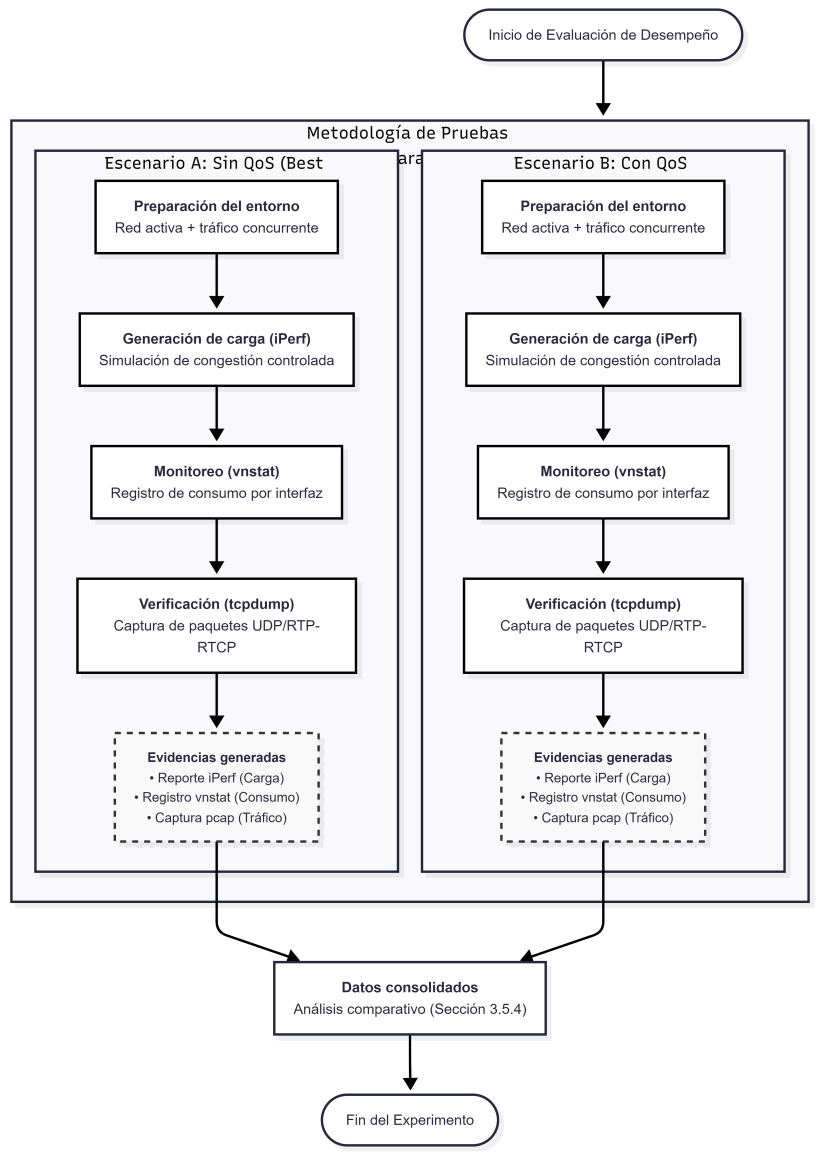 Inicio de Evaluación de Desempeño
Metodología de Pruebas
Escenario A: Sin QoS (Best
Preparación del entorno
Red activa + tráfico concurrente
Generación de carga (iPerf)
Simulación de congestión controlada
Monitoreo (vnstat)
Registro de consumo por interfaz
Verificación (tcpdump)
Captura de paquetes UDP/RTP-
RTCP
Evidencias generadas
• Reporte iPerf (Carga)
• Registro vnstat (Consumo)
• Captura pcap (Tráfico)
Escenario B: Con QoS
Preparación del entorno
Red activa + tráfico concurrente
Generación de carga (iPerf)
Simulación de congestión controlada
Monitoreo (vnstat)
Registro de consumo por interfaz
Verificación (tcpdump)
Captura de paquetes UDP/RTP-
RTCP
Evidencias generadas
• Reporte iPerf (Carga)
• Registro vnstat (Consumo)
• Captura pcap (Tráfico)
Datos consolidados
Análisis comparativo (Sección 3.5.4)
Fin del Experimento